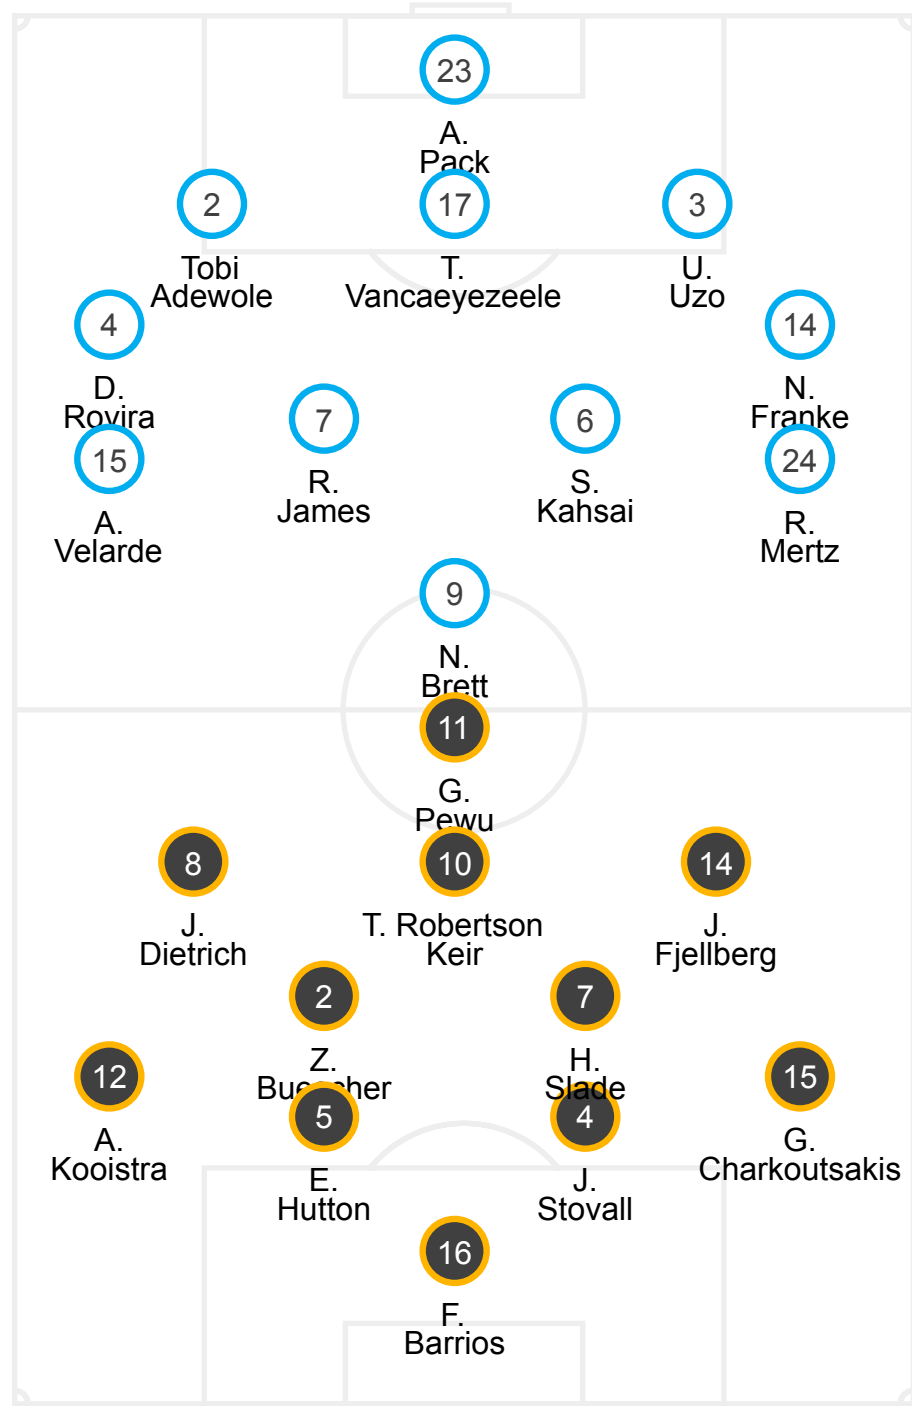 23
A.
Pack
2
17
3
Tobi
Adewole
T.
Vancaeyezeele
U.
Uzo
4
14
D.
Rovira
N.
Franke
7
6
15
24
R.
James
S.
Kahsai
A.
Velarde
R.
Mertz
9
N.
Brett
11
G.
Pewu
8
10
14
J.
Dietrich
T. Robertson
Keir
J.
Fjellberg
2
7
Z.
Buescher
H.
Slade
12
15
5
4
A.
Kooistra
G.
Charkoutsakis
E.
Hutton
J.
Stovall
16
F.
Barrios